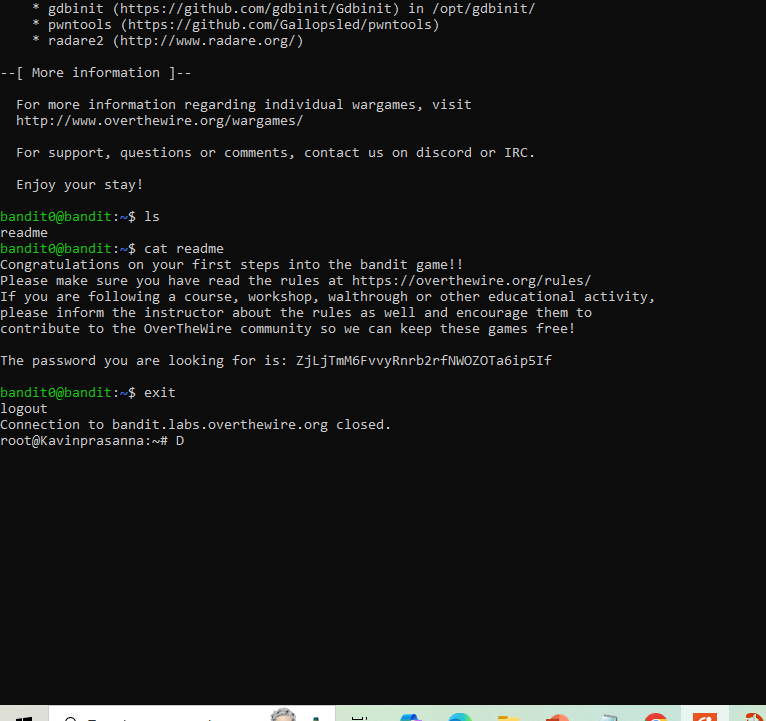 * gdbinit (https://github.com/gdbinit/Gdbinit) in /opt/gdbinit/
* pwntools (https://github.com/Gallopsled/pwntools)
* radare2 (http://www.radare.org/)
--[ More information ]--
For more information regarding individual wargames, visit
http://www.overthewire.org/wargames/
For support, questions or comments, contact us on discord or IRC.
Enjoy your stay!
bandit0@bandit:~$ ls
readme
bandit0@bandit:~$ cat readme
Congratulations on your first steps into the bandit game!!
Please make sure you have read the rules at https://overthewire.org/rules/
If you are following a course, workshop, walthrough or other educational activity,
please inform the instructor about the rules as well and encourage them to
contribute to the OverTheWire community so we can keep these games free!
The password you are looking for is: ZjLjTmM6FvvyRnrb2rfNWOZOTa6ip5If
bandit0@bandit:~$ exit
logout
Connection to bandit.labs.overthewire.org closed.
root@Kavinprasanna:~# D